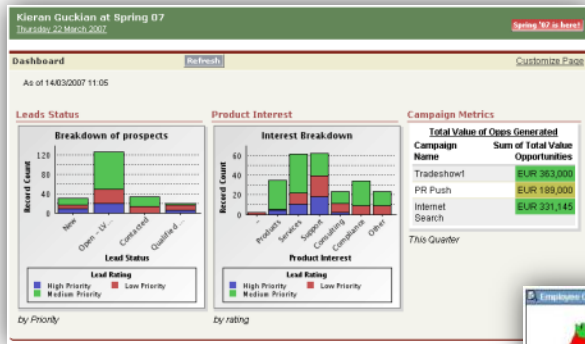 Kieran Guckian at Spring 07
Thursday 22 March 2007
Spring '07 is here!
Dashboard
Refresh
Customize Page
As of 14/03/2007 11:05
Leads Status
Breakdown of prospects
Record Count
120
80
40
0
New
Open - LV...
Contacted
Qualified...
Lead Status
Lead Rating
High Priority
Low Priority
Medium Priority
by Priority
Product Interest
Interest Breakdown
Record Count
60
40
20
0
Products
Services
Support
Consulting
Compliance
Other
Product Interest
Lead Rating
High Priority
Low Priority
Medium Priority
by rating
Campaign Metrics
Total Value of Opps Generated
Campaign Name
Sum of Total Value Opportunities
Tradeshow1
EUR 363,000
PR Push
EUR 189,000
Internet Search
EUR 331,145
This Quarter
Employee